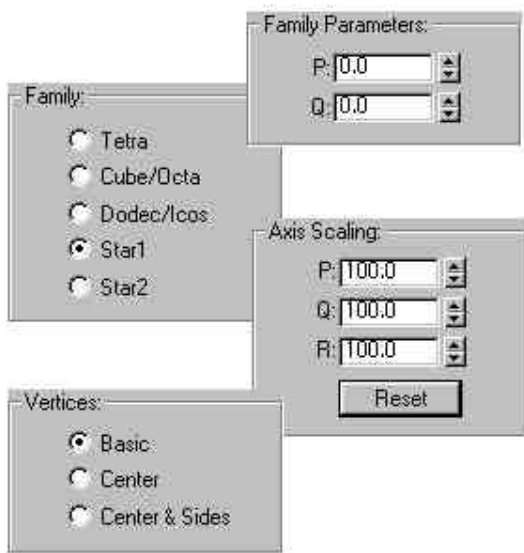 Family Parameters:
P: 0.0
Q: 0.0
Family:
Tetra
Cube/Octa
Dodec/Icos
Star1
Star2
Axis Scaling:
P: 100.0
Q: 100.0
R: 100.0
Reset
Vertices:
Basic
Center
Center & Sides